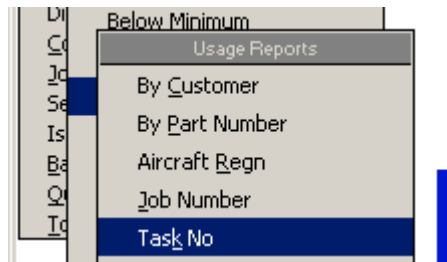 Below Minimum
Usage Reports
By Customer
By Part Number
Aircraft Regn
Job Number
Task No